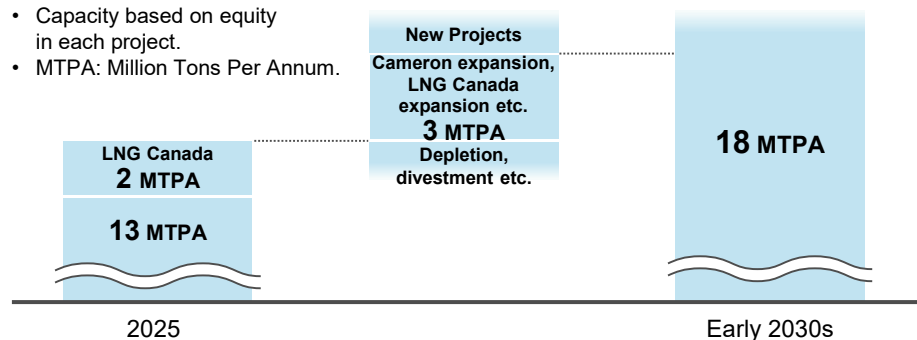 • Capacity based on equity
in each project.
• MTPA: Million Tons Per Annum.
LNG Canada
2 MTPA
13 MTPA
New Projects
Cameron expansion,
LNG Canada
expansion etc.
3 MTPA
Depletion,
divestment etc.
18 MTPA
2025
Early 2030s